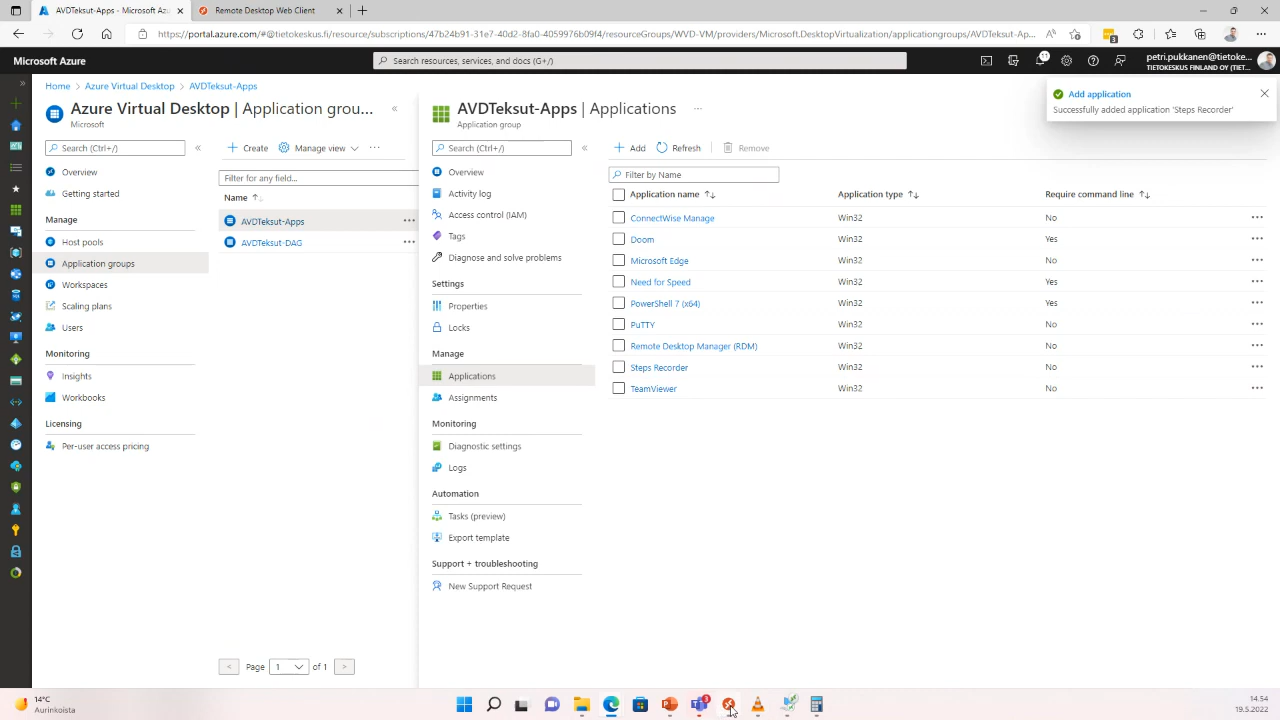 AVDTeksut-Apps - Microsoft Azur
Remote Desktop Web Client
https://portal.azure.com/#@tietokeskus.fi/resource/subscriptions/47b24b91-31e7-40d2-8fa0-4059976b09f4/resourceGroups/WVD-VM/providers/Microsoft.DesktopVirtualization/applicationgroups/AVDTeksut-Ap...
Microsoft Azure
Search resources, services, and docs (G+/)
petri.pukkanen@tietoke...
TIETOKESKUS FINLAND OY (TIET...
Home > Azure Virtual Desktop > AVDTeksut-Apps
Azure Virtual Desktop | Application grou...
Microsoft
Search (Ctrl+/)
Overview
Getting started
Manage
Host pools
Application groups
Workspaces
Scaling plans
Users
Monitoring
Insights
Workbooks
Licensing
Per-user access pricing
Create
Manage view
Filter for any field...
Name
AVDTeksut-Apps
AVDTeksut-DAG
< Page 1 of 1 >
AVDTeksut-Apps | Applications
Application group
Search (Ctrl+/)
Overview
Activity log
Access control (IAM)
Tags
Diagnose and solve problems
Settings
Properties
Locks
Manage
Applications
Assignments
Monitoring
Diagnostic settings
Logs
Automation
Tasks (preview)
Export template
Support + troubleshooting
New Support Request
Add Refresh Remove
Filter by Name
Application name Application type Require command line
ConnectWise Manage Win32 No
Doom Win32 Yes
Microsoft Edge Win32 No
Need for Speed Win32 Yes
PowerShell 7 (x64) Win32 Yes
PuTTY Win32 No
Remote Desktop Manager (RDM) Win32 No
Steps Recorder Win32 No
TeamViewer Win32 No
Add application
Successfully added application 'Steps Recorder'
14°C
Aurinkoista
14.54
19.5.2022